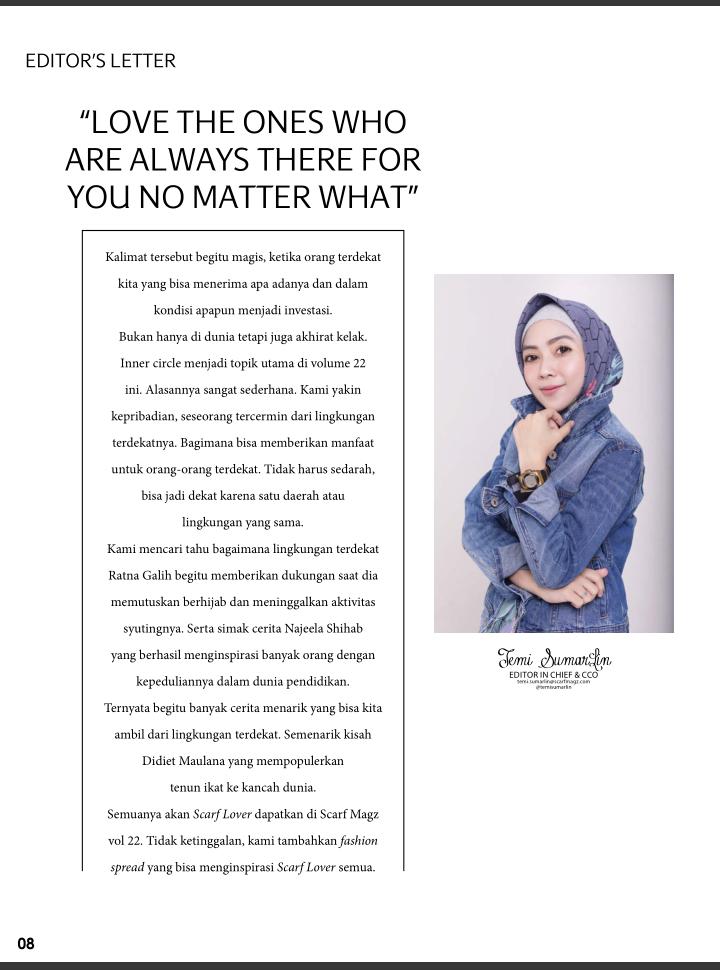 EDITOR'S LETTER
“LOVE THE ONES WHO
ARE ALWAYS THERE FOR
YOU NO MATTER WHAT”
Kalimat tersebut begitu magis, ketika orang terdekat
kita yang bisa menerima apa adanya dan dalam
kondisi apapun menjadi investasi.
Bukan hanya di dunia tetapi juga akhirat kelak.
Inner circle menjadi topik utama di volume 22
ini. Alasannya sangat sederhana. Kami yakin
kepribadian, seseorang tercermin dari lingkungan
terdekatnya. Bagimana bisa memberikan manfaat
untuk orang-orang terdekat. Tidak harus sedarah,
bisa jadi dekat karena satu daerah atau
lingkungan yang sama.
Kami mencari tahu bagaimana lingkungan terdekat
Ratna Galih begitu memberikan dukungan saat dia
memutuskan berhijab dan meninggalkan aktivitas
syutingnya. Serta simak cerita Najeela Shihab
yang berhasil menginspirasi banyak orang dengan
kepeduliannya dalam dunia pendidikan.
Ternyata begitu banyak cerita menarik yang bisa kita
ambil dari lingkungan terdekat. Semenarik kisah
Didiet Maulana yang mempopulerkan
tenun ikat ke kancah dunia.
Semuanya akan Scarf Lover dapatkan di Scarf Magz
vol 22. Tidak ketinggalan, kami tambahkan fashion
spread yang bisa menginspirasi Scarf Lover semua.
Temi Sumarlin
EDITOR IN CHIEF & CCO
temi.sumarlin@scarfmagz.com
@temisumarlin
08